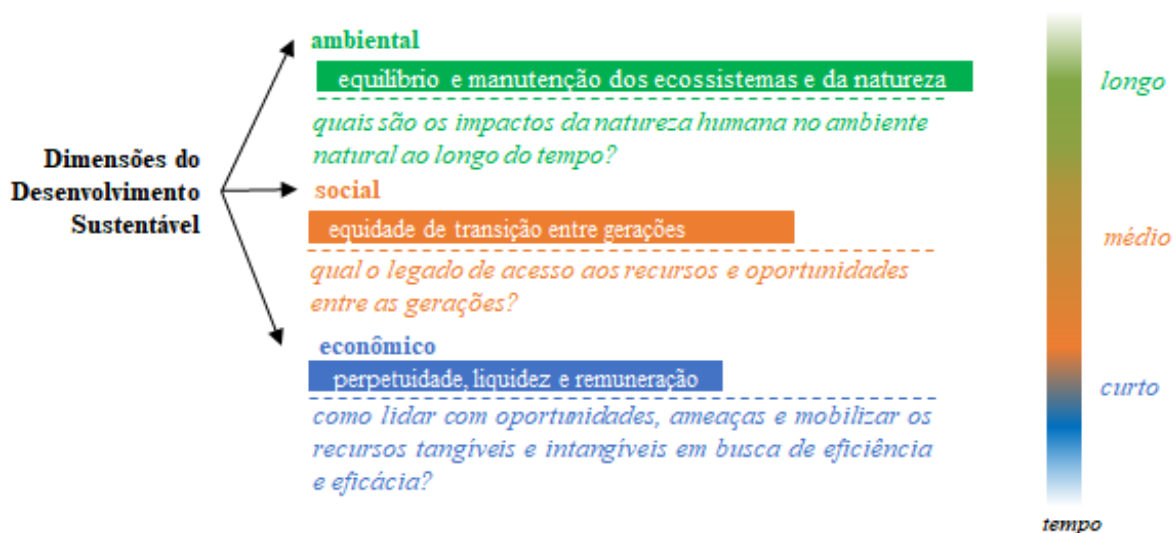 ambiental
equilíbrio e manutenção dos ecossistemas e da natureza
quais são os impactos da natureza humana no ambiente
natural ao longo do tempo?
Dimensões do
Desenvolvimento
Sustentável
social
equidade de transição entre gerações
qual o legado de acesso aos recursos e oportunidades
entre as gerações?
econômico
perpetuidade, liquidez e remuneração
como lidar com oportunidades, ameaças e mobilizar os
recursos tangíveis e intangíveis em busca de eficiência
e eficácia?
longo
médio
curto
tempo